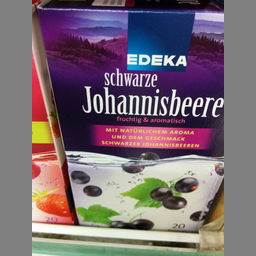 EDEKA
schwarze
Johannisbeere
fruchtig & aromatisch
MIT NATÜRLICHEM AROMA
UND DEM GESCHMACK
SCHWARZER JOHANNISBEEREN
20
20